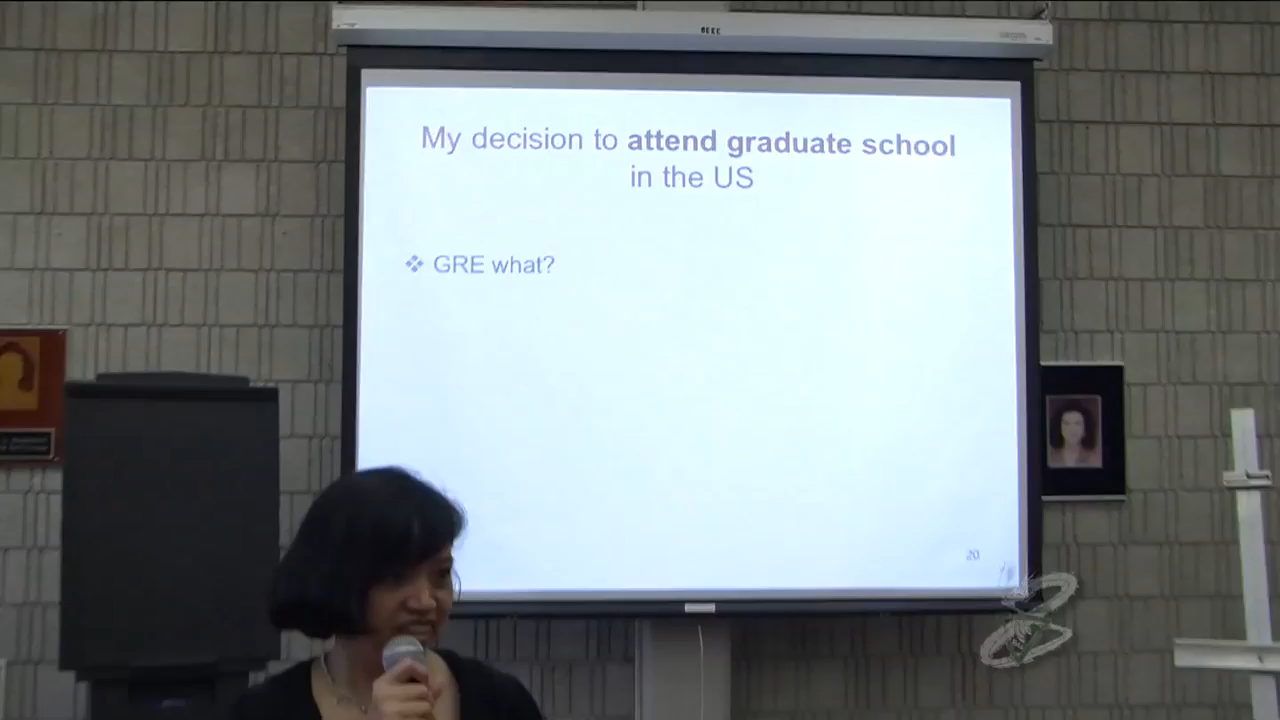 My decision to attend graduate school
in the US
❖ GRE what?
20